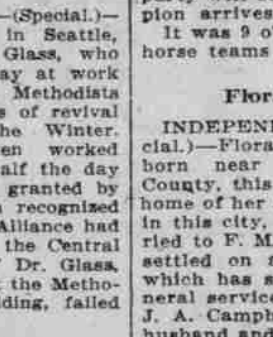 —(Special.)—
in Seattle,
Glass, who
ay at work
Methodists
s of revival
he Winter.
en worked
alf the day
granted by
recognized
Alliance had
the Central
Dr. Glass,
the Metho-
ding, failed
pion arrives
It was 9 o
horse teams
Flor
INDEPEN
cial.)—Flora
born near
County, this
home of her
in this city,
ried to F. M
settled on a
which has s
neral service
J. A. Camph
husband and